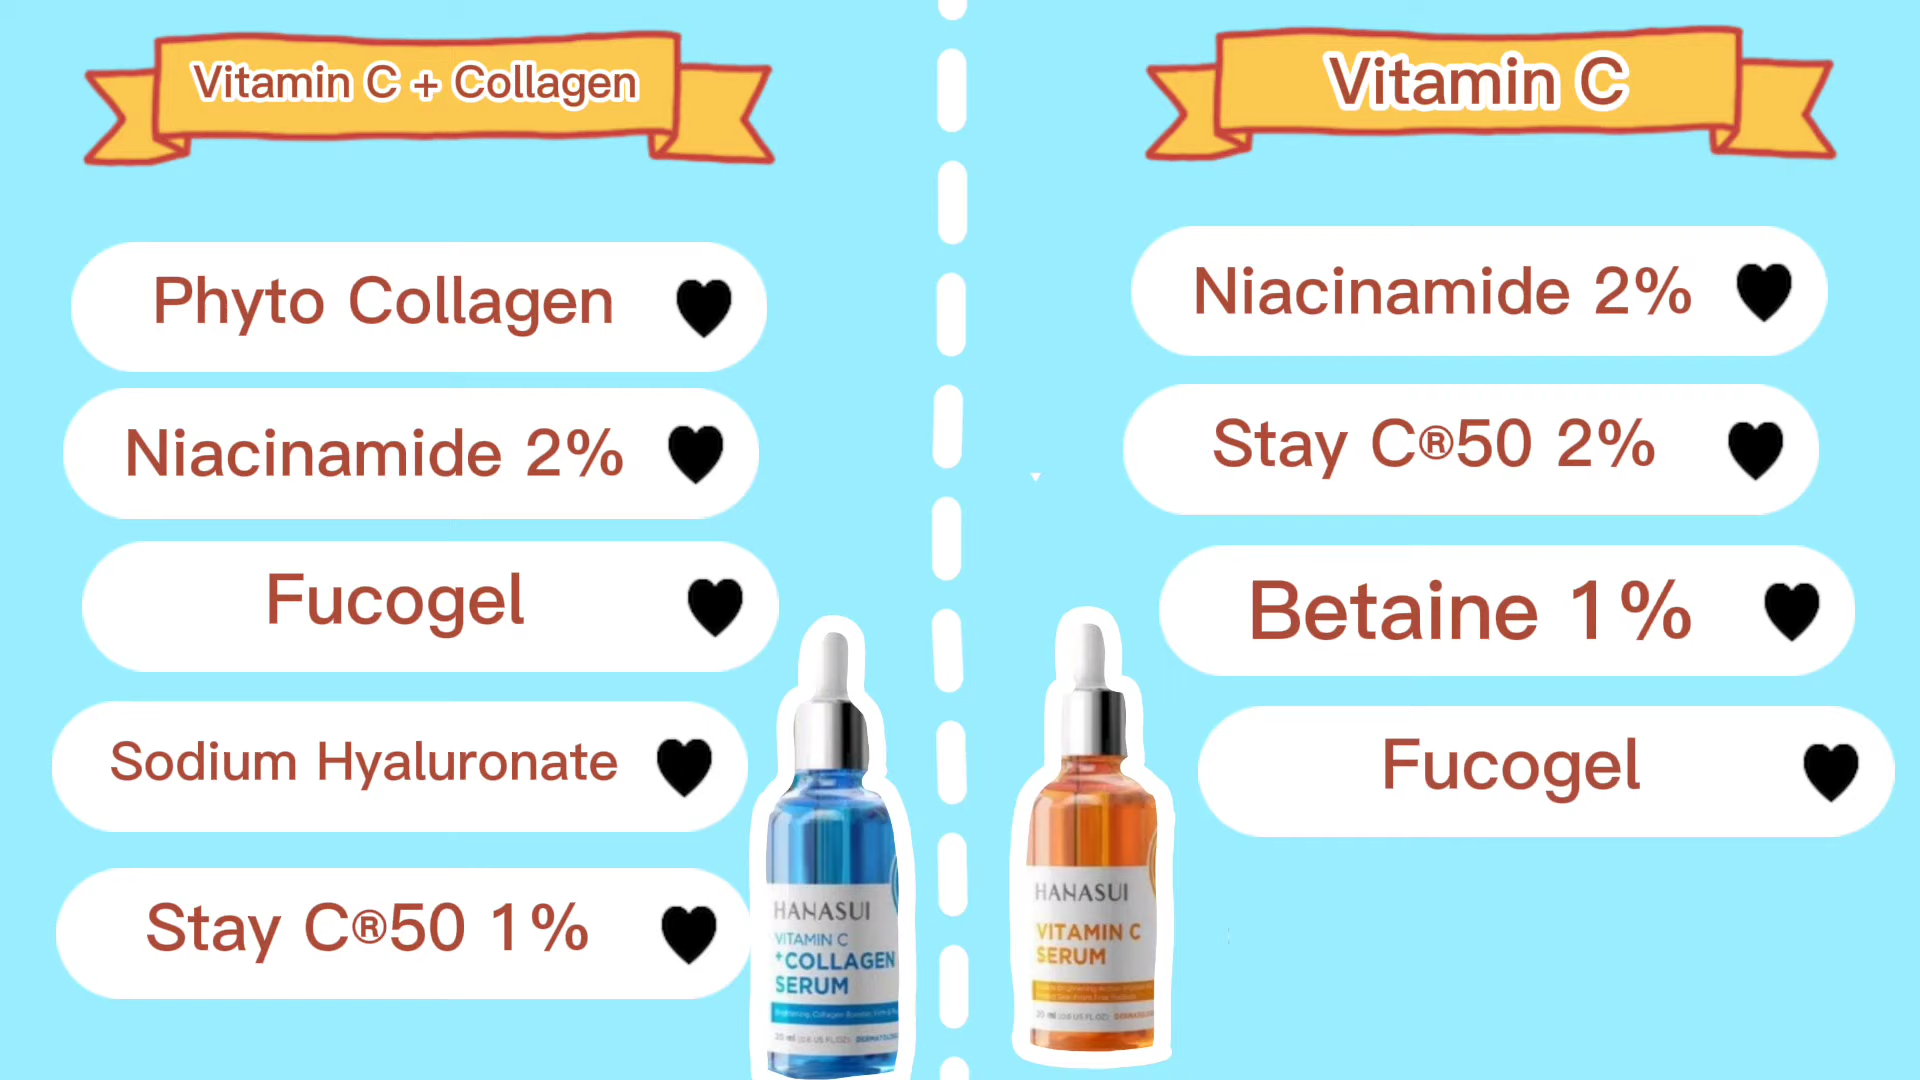 Vitamin C + Collagen
Phyto Collagen
Niacinamide 2%
Fucogel
Sodium Hyaluronate
Stay C®50 1%
HANASUI
VITAMIN C
+COLLAGEN
SERUM
Vitamin C
Niacinamide 2%
Stay C®50 2%
Betaine 1%
Fucogel
HANASUI
VITAMIN C
SERUM